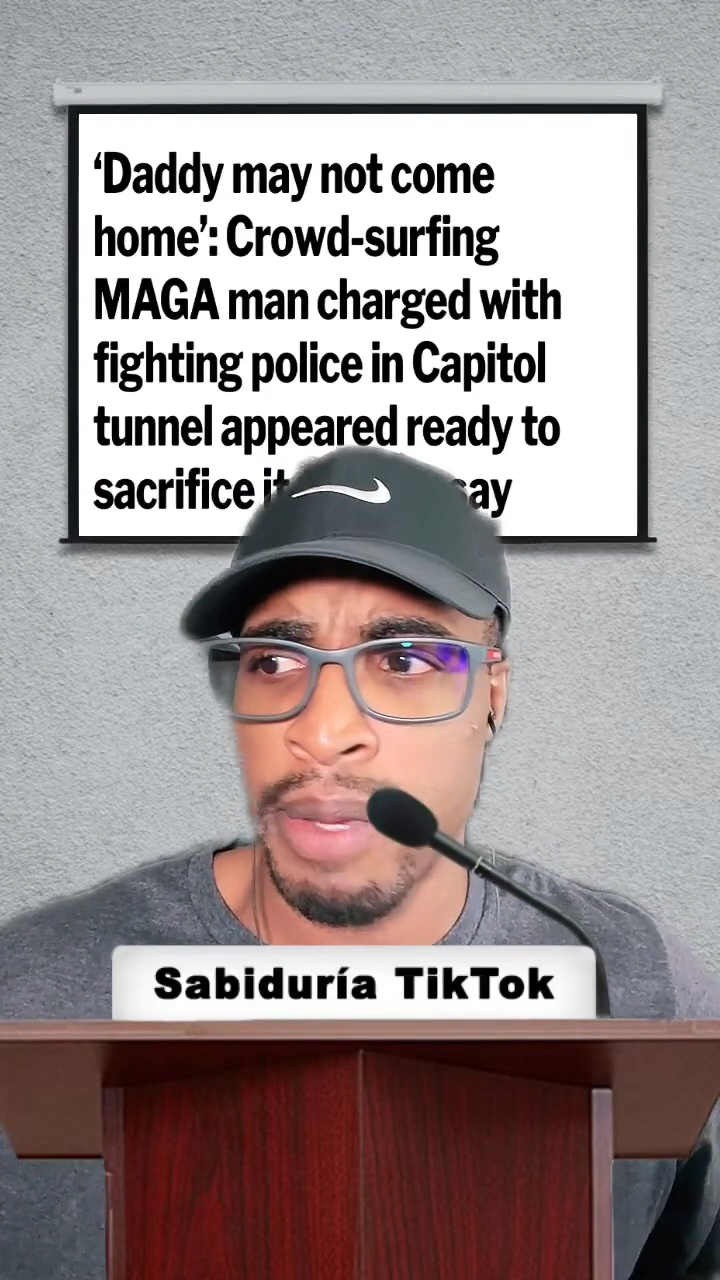 ‘Daddy may not come
home’: Crowd-surfing
MAGA man charged with
fighting police in Capitol
tunnel appeared ready to
sacrifice say
Sabiduría TikTok